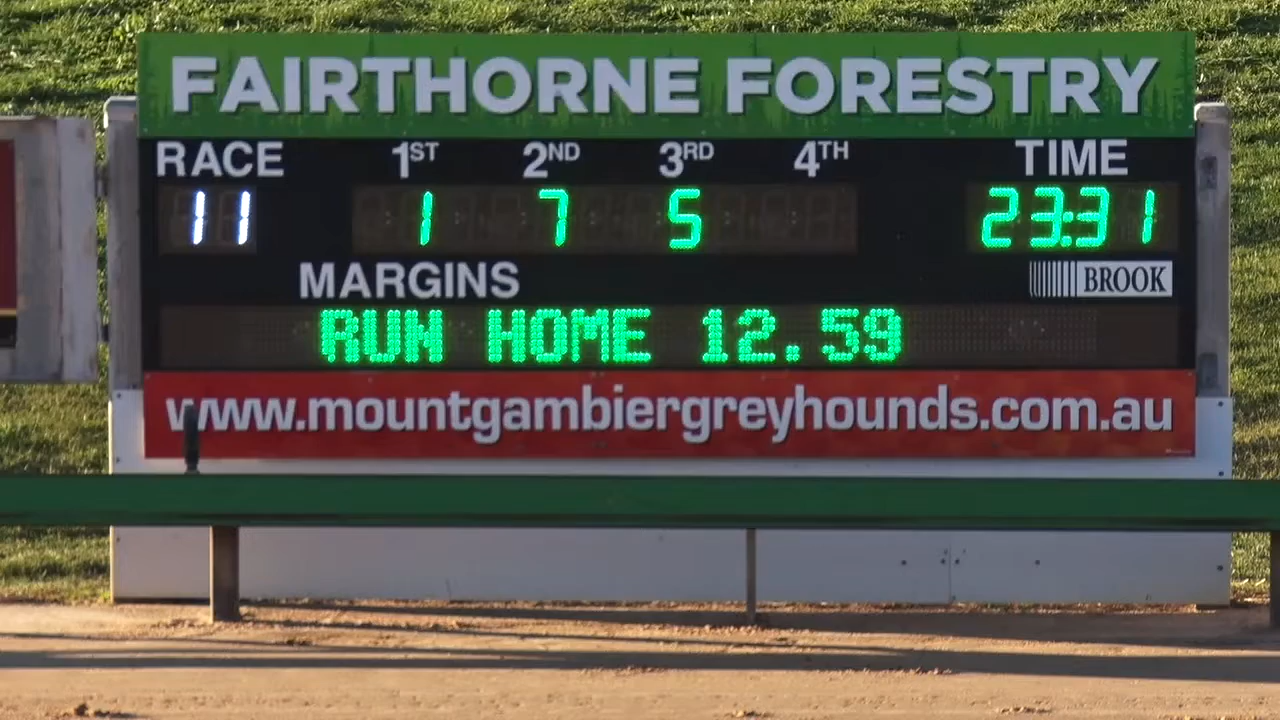 FAIRTHORNE FORESTRY
RACE 1ST 2ND 3RD 4TH TIME
11 1 7 5 23:31
MARGINS BROOK
RUN HOME 12.59
www.mountgambiergreyhounds.com.au